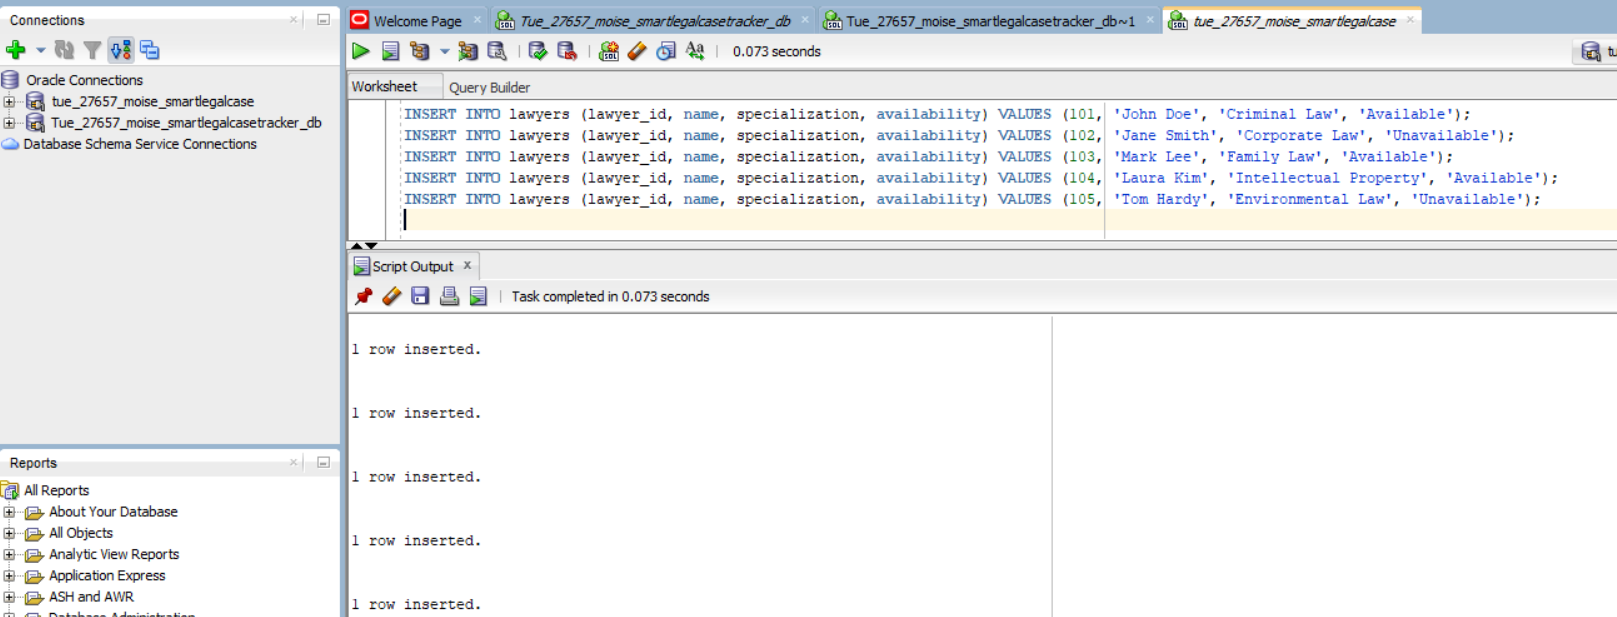 Connections
Oracle Connections
tue_27657_moise_smartlegalcase
Tue_27657_moise_smartlegalcasetracker_db
Database Schema Service Connections
Reports
All Reports
About Your Database
All Objects
Analytic View Reports
Application Express
ASH and AWR
Database Administration
Welcome Page
Tue_27657_moise_smartlegalcasetracker_db
Tue_27657_moise_smartlegalcasetracker_db~1
tue_27657_moise_smartlegalcase
0.073 seconds
tu
Worksheet
Query Builder
INSERT INTO lawyers (lawyer_id, name, specialization, availability) VALUES (101, 'John Doe', 'Criminal Law', 'Available');
INSERT INTO lawyers (lawyer_id, name, specialization, availability) VALUES (102, 'Jane Smith', 'Corporate Law', 'Unavailable');
INSERT INTO lawyers (lawyer_id, name, specialization, availability) VALUES (103, 'Mark Lee', 'Family Law', 'Available');
INSERT INTO lawyers (lawyer_id, name, specialization, availability) VALUES (104, 'Laura Kim', 'Intellectual Property', 'Available');
INSERT INTO lawyers (lawyer_id, name, specialization, availability) VALUES (105, 'Tom Hardy', 'Environmental Law', 'Unavailable');
Script Output
Task completed in 0.073 seconds
1 row inserted.
1 row inserted.
1 row inserted.
1 row inserted.
1 row inserted.